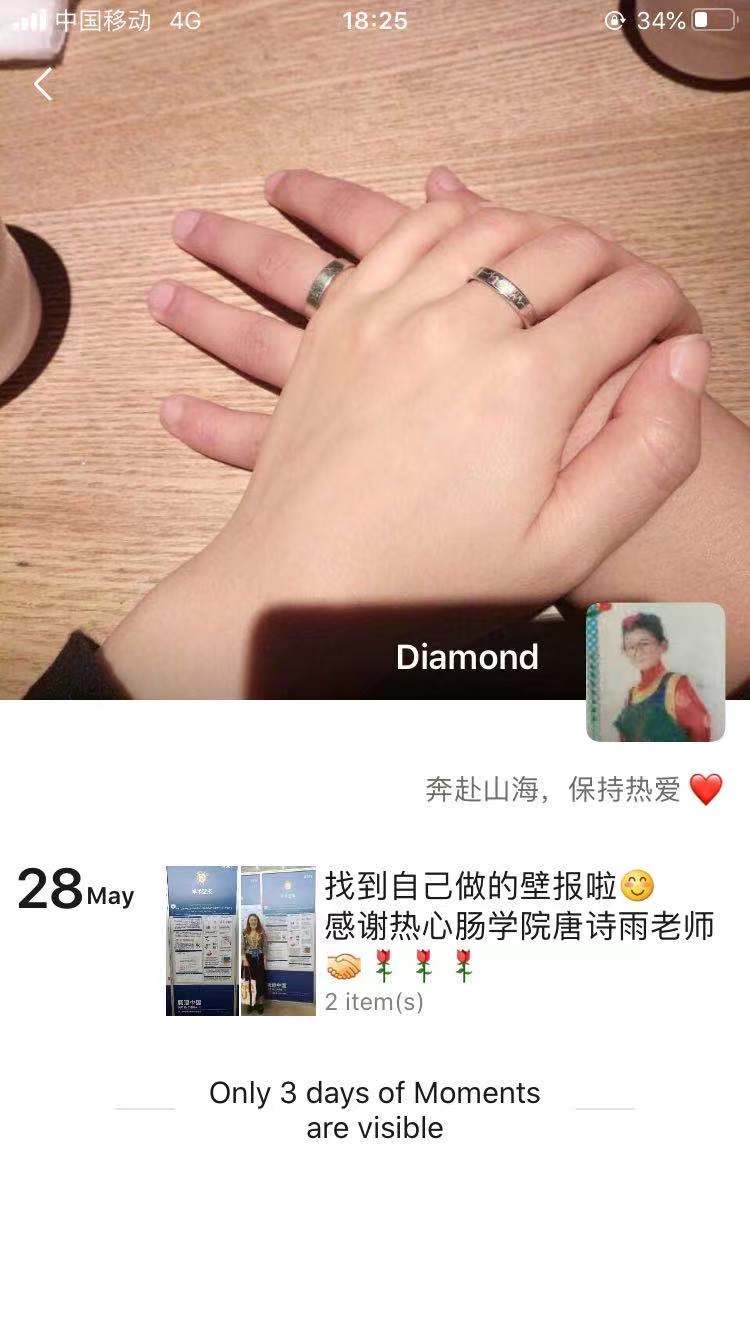 中国移动 4G 18:25 34%
Diamond
奔赴山海，保持热爱❤️
28 May
找到自己做的壁报啦😊
感谢热心肠学院唐诗雨老师
🤝🌹🌹🌹
2 item(s)
Only 3 days of Moments
are visible